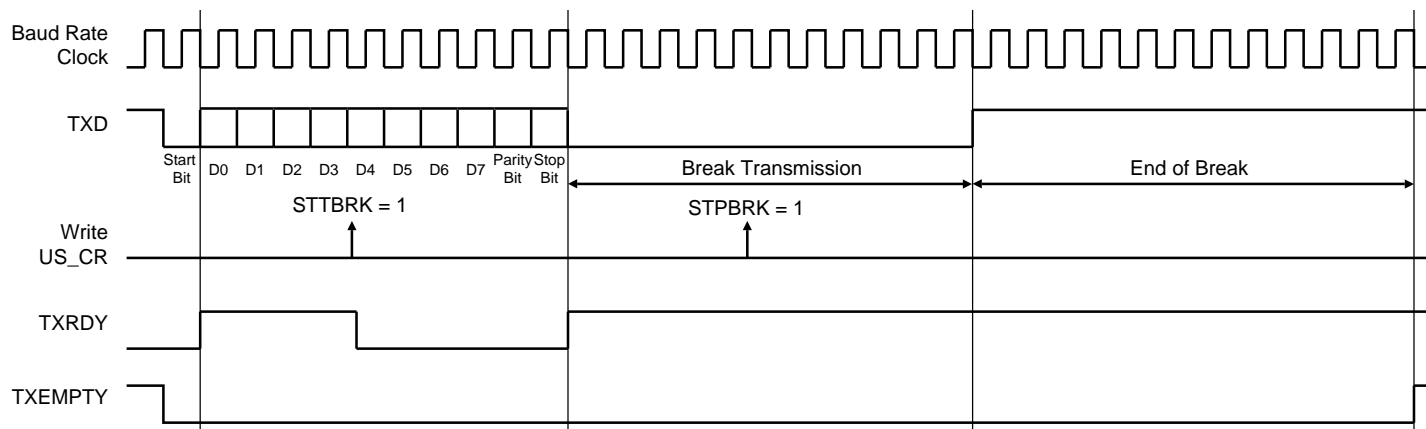 Baud Rate
Clock
TXD
Start
Bit
D0 D1 D2 D3 D4 D5 D6 D7
Parity
Bit
Stop
Bit
Break Transmission
End of Break
STTBRK = 1
STPBRK = 1
Write
US_CR
TXRDY
TXEMPTY